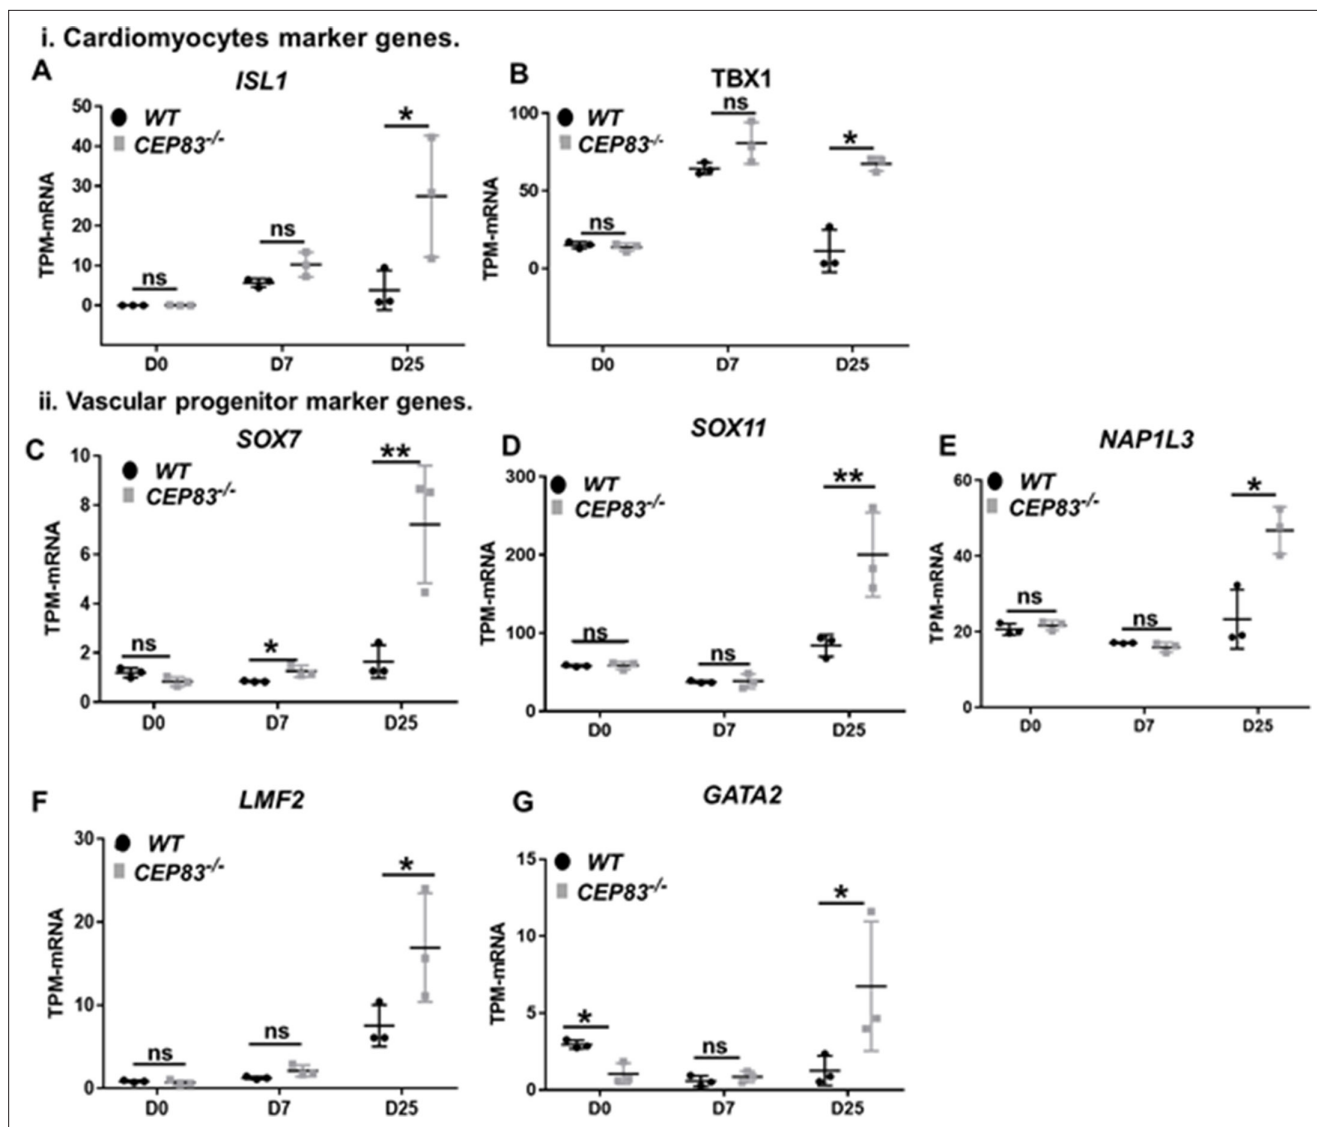 i. Cardiomyocytes marker genes.
A
ISL1
WT
CEP83-/-
TPM-mRNA
50
40
30
20
10
0
ns
ns
*
D0
D7
D25
B
TBX1
WT
CEP83-/-
TPM-mRNA
100
50
0
ns
ns
*
D0
D7
D25
ii. Vascular progenitor marker genes.
C
SOX7
WT
CEP83-/-
TPM-mRNA
10
8
6
4
2
0
ns
*
**
D0
D7
D25
D
SOX11
WT
CEP83-/-
TPM-mRNA
300
200
100
0
ns
ns
**
D0
D7
D25
E
NAP1L3
WT
CEP83-/-
TPM-mRNA
60
40
20
0
ns
ns
*
D0
D7
D25
F
LMF2
WT
CEP83-/-
TPM-mRNA
30
20
10
0
ns
ns
*
D0
D7
D25
G
GATA2
WT
CEP83-/-
TPM-mRNA
15
10
5
0
*
ns
*
D0
D7
D25